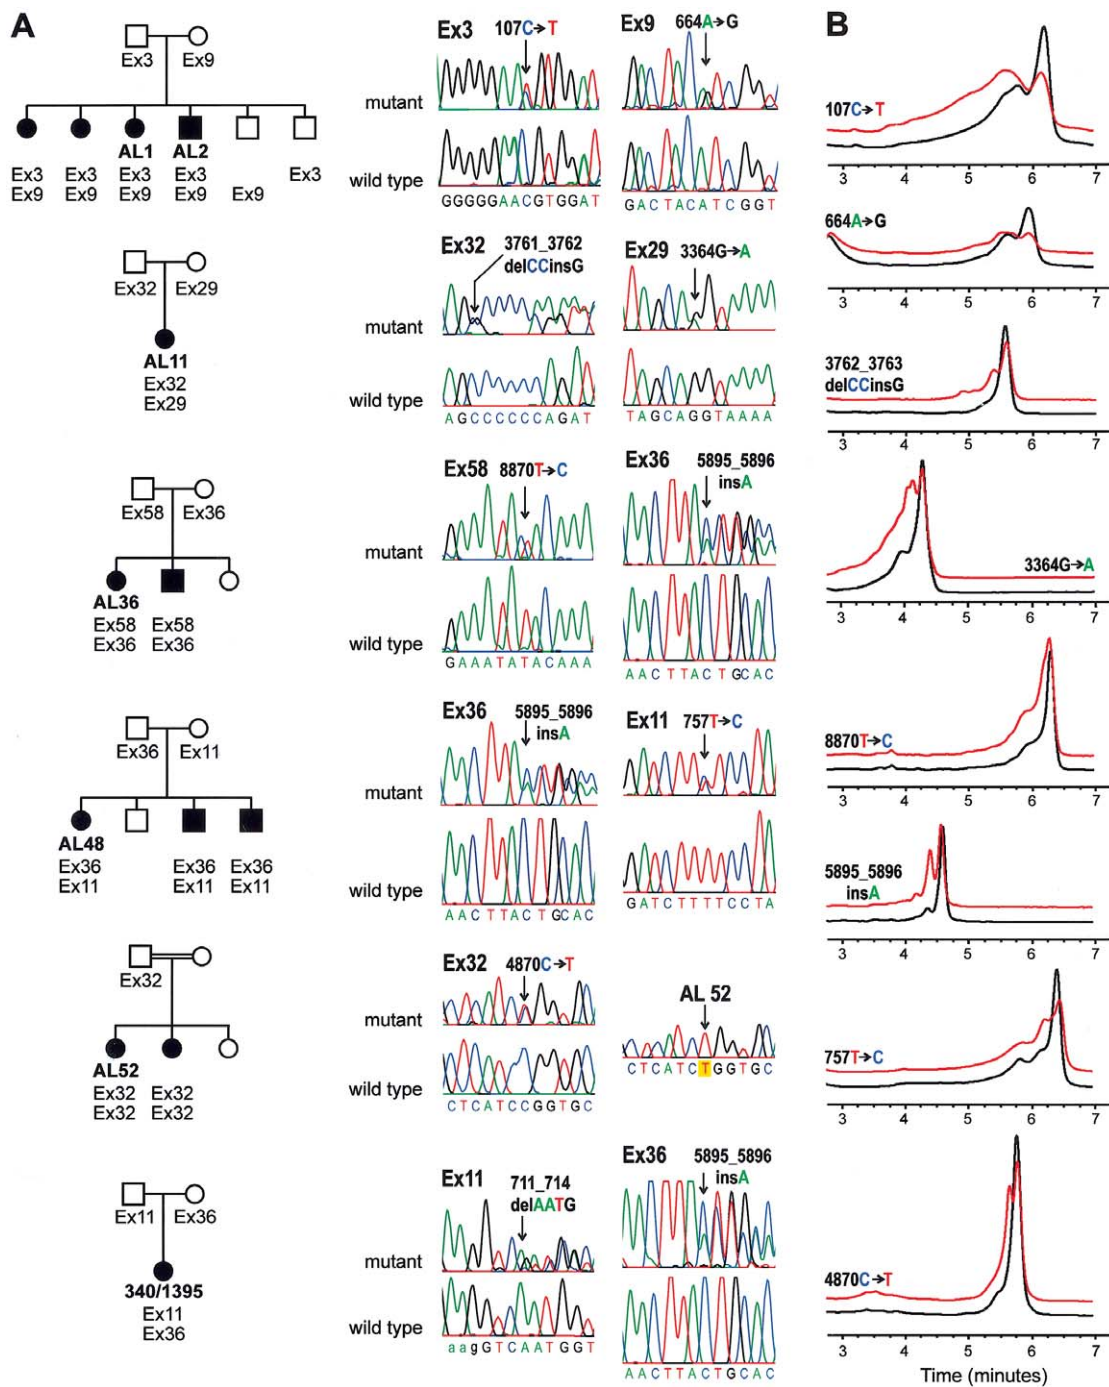 A
B
Ex3 Ex9
AL1 AL2
Ex3 Ex3 Ex3 Ex3 Ex3
Ex9 Ex9 Ex9 Ex9 Ex9
Ex3 107C→T
Ex9 664A→G
mutant
wild type
GGGGGAACGTGGAT
GACTACATCGGT
107C→T
3 4 5 6 7
664A→G
3 4 5 6 7
Ex32 Ex29
AL11
Ex32
Ex29
Ex32 3761_3762
delCCinsG
Ex29 3364G→A
mutant
wild type
AGCCCCCCAGAT
TAGCAGGTAAAA
3762_3763
delCCinsG
3 4 5 6 7
3364G→A
3 4 5 6 7
Ex58 Ex36
AL36
Ex58 Ex58
Ex36 Ex36
Ex58 8870T→C
Ex36 5895_5896
insA
mutant
wild type
GAAATATACAAA
AACTTACTGCAC
8870T→C
3 4 5 6 7
Ex36 Ex11
AL48
Ex36 Ex36 Ex36
Ex11 Ex11 Ex11
Ex36 5895_5896
insA
Ex11 757T→C
mutant
wild type
AACTTACTGCAC
GATCTTTTCCTA
5895_5896
insA
3 4 5 6 7
Ex32
AL52
Ex32 Ex32
Ex32 Ex32
Ex32 4870C→T
AL 52
mutant
wild type
CTCATCCGGTGC
CTCATCTGGTGC
757T→C
3 4 5 6 7
Ex11 Ex36
340/1395
Ex11
Ex36
Ex11 711_714
delAATG
Ex36 5895_5896
insA
mutant
wild type
aagGTCAATGGT
AACTTACTGCAC
4870C→T
3 4 5 6 7
Time (minutes)